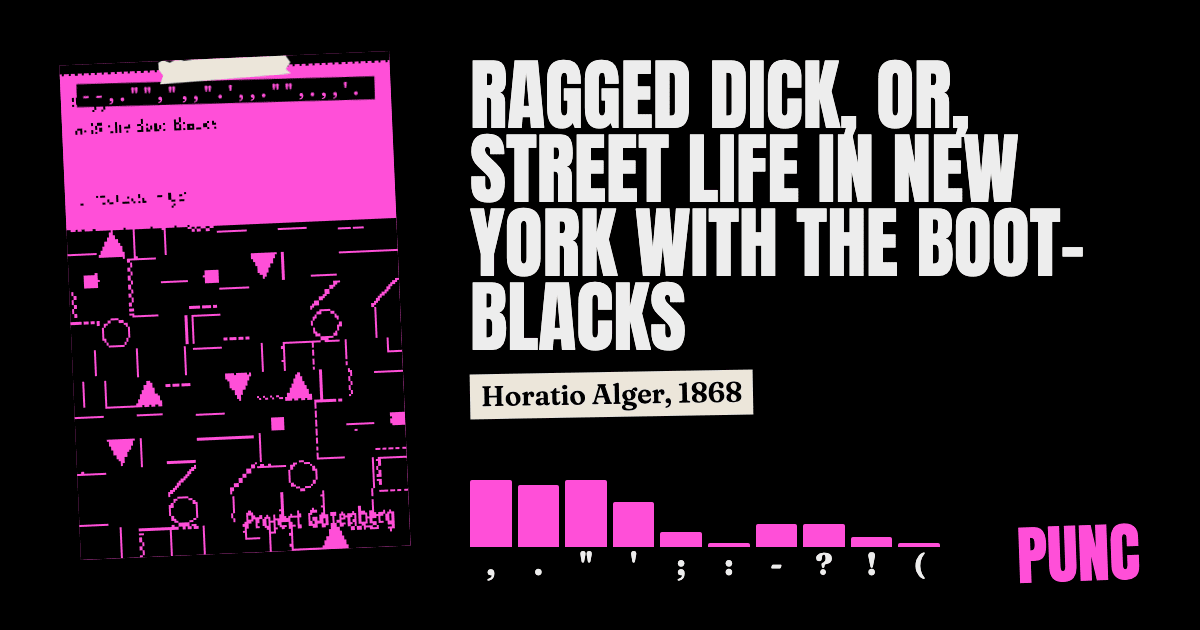 RAGGED DICK, OR,
STREET LIFE IN NEW
YORK WITH THE BOOT-
BLACKS
Horatio Alger, 1868
, . " ' ; : - ? ! (
PUNC
Project Gutenberg